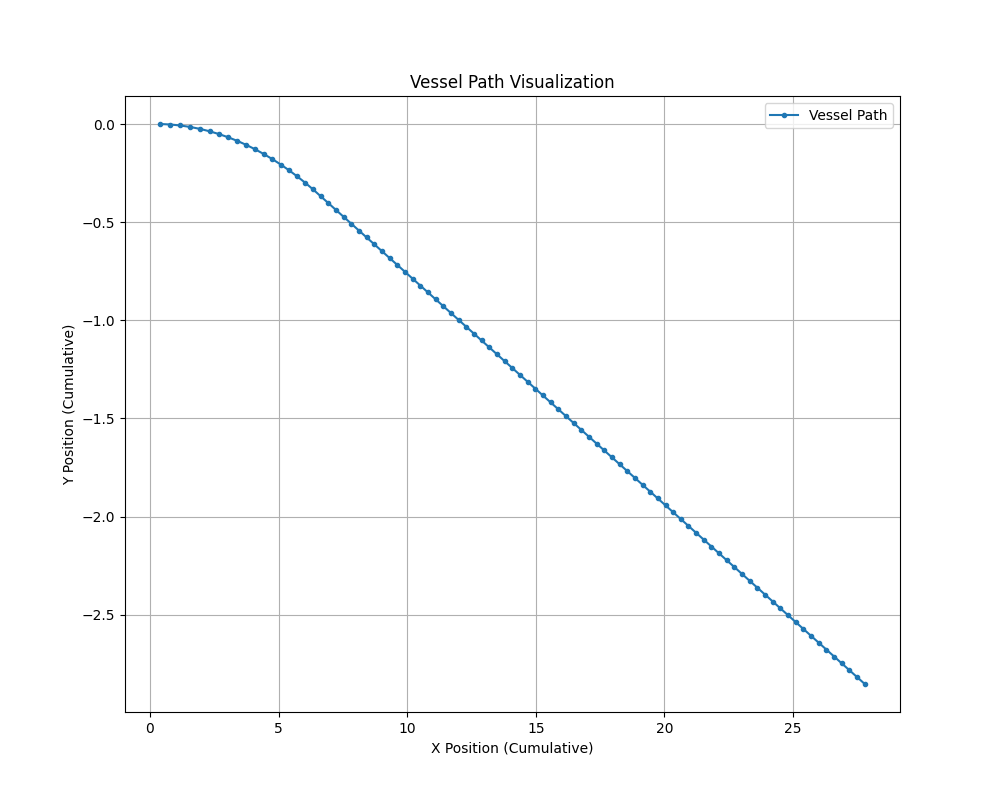 Vessel Path Visualization
Vessel Path
0.0
−0.5
−1.0
−1.5
−2.0
−2.5
Y Position (Cumulative)
0 5 10 15 20 25
X Position (Cumulative)